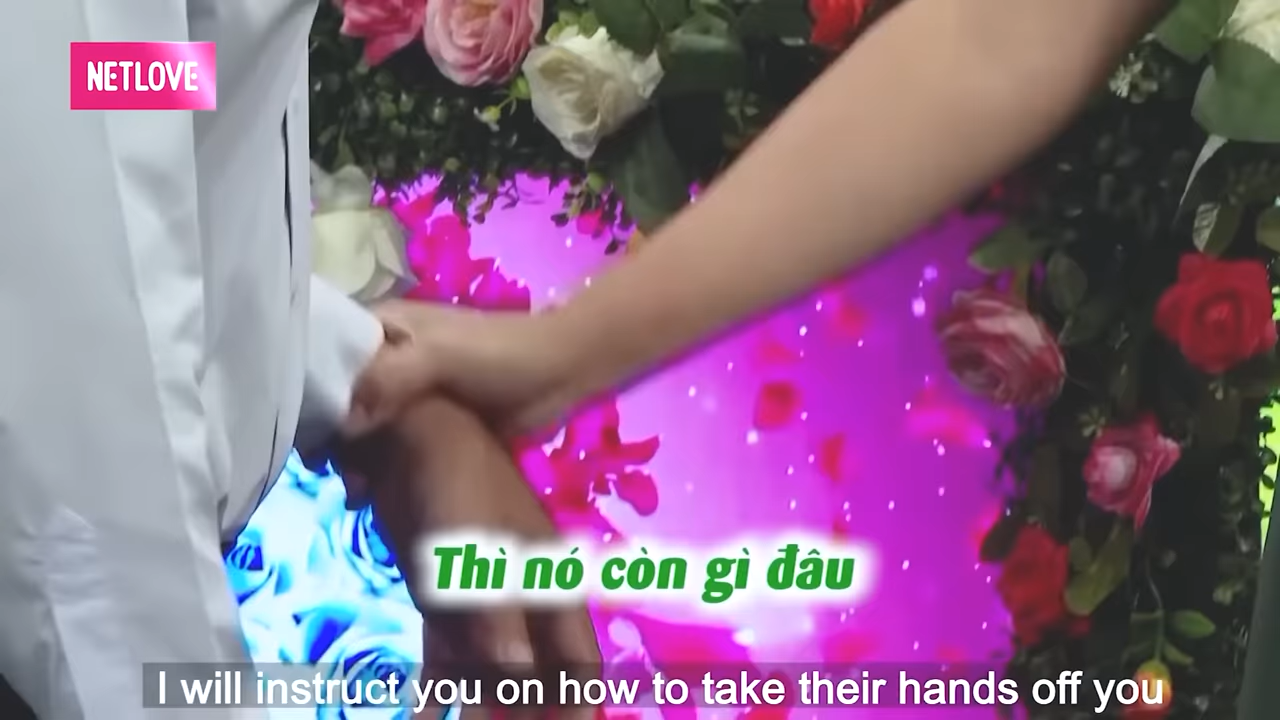 NETLOVE
Thì nó còn gì đâu
I will instruct you on how to take their hands off you